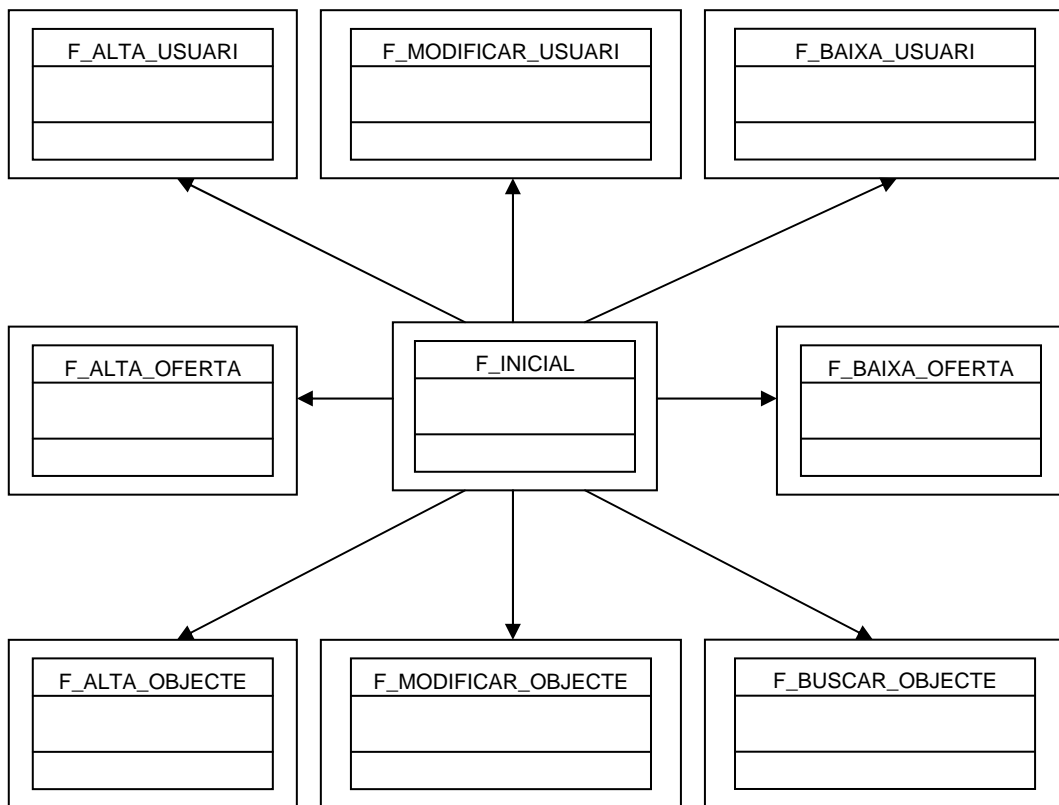 F_ALTA_USUARI
F_MODIFICAR_USUARI
F_BAIXA_USUARI
F_ALTA_OFERTA
F_INICIAL
F_BAIXA_OFERTA
F_ALTA_OBJECTE
F_MODIFICAR_OBJECTE
F_BUSCAR_OBJECTE